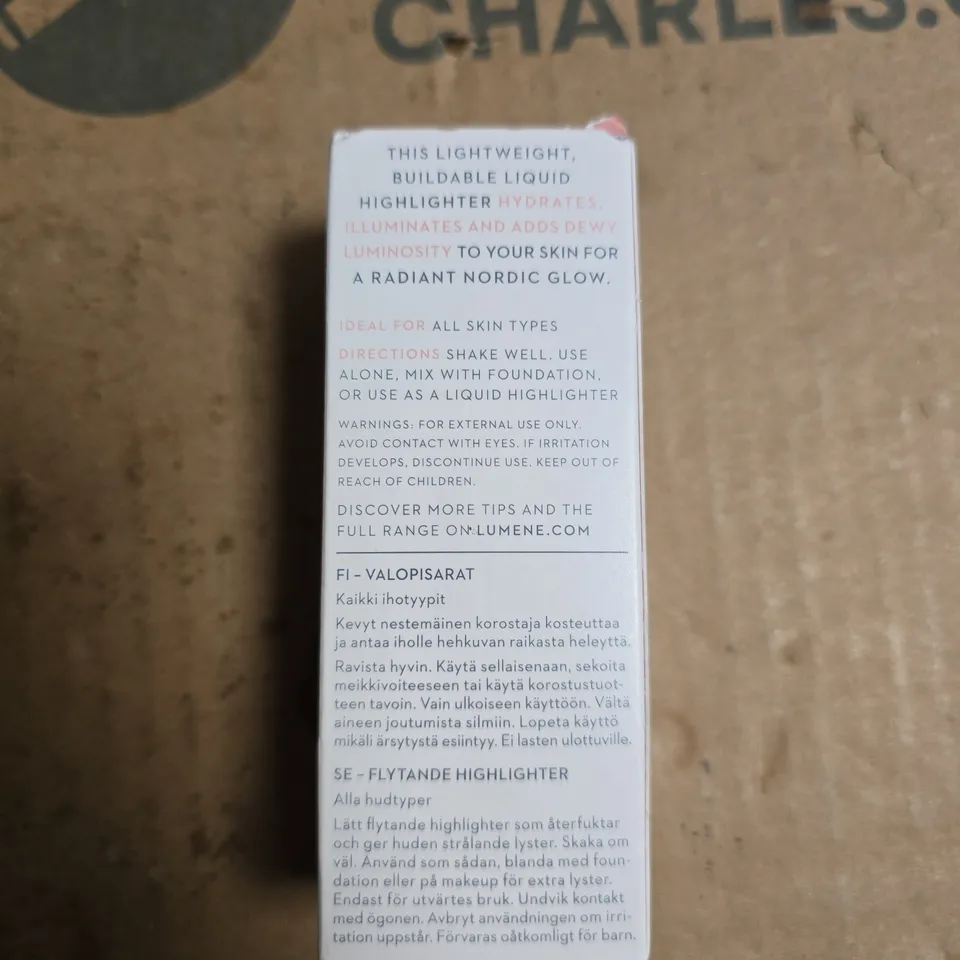 CHARLES.
THIS LIGHTWEIGHT,
BUILDABLE LIQUID
HIGHLIGHTER HYDRATES,
ILLUMINATES AND ADDS DEWY
LUMINOSITY TO YOUR SKIN FOR
A RADIANT NORDIC GLOW.
IDEAL FOR ALL SKIN TYPES
DIRECTIONS SHAKE WELL. USE
ALONE, MIX WITH FOUNDATION,
OR USE AS A LIQUID HIGHLIGHTER
WARNINGS: FOR EXTERNAL USE ONLY.
AVOID CONTACT WITH EYES. IF IRRITATION
DEVELOPS, DISCONTINUE USE. KEEP OUT OF
REACH OF CHILDREN.
DISCOVER MORE TIPS AND THE
FULL RANGE ON LUMENE.COM
FI – VALOPISARAT
Kaikki ihotyypit
Kevyt nestemäinen korostaja kosteuttaa
ja antaa iholle hehkuvan raikasta heleyttä.
Ravista hyvin. Käytä sellaisenaan, sekoita
meikkivoiteeseen tai käytä korostustuot-
teen tavoin. Vain ulkoiseen käyttöön. Vältä
aineen joutumista silmiin. Lopeta käyttö
mikäli ärsytystä esiintyy. Ei lasten ulottuville.
SE – FLYTANDE HIGHLIGHTER
Alla hudtyper
Lätt flytande highlighter som återfuktar
och ger huden strålande lyster. Skaka om
väl. Använd som sådan, blanda med foun-
dation eller på makeup för extra lyster.
Endast för utvärtes bruk. Undvik kontakt
med ögonen. Avbryt användningen om irri-
tation uppstår. Förvaras oåtkomligt för barn.